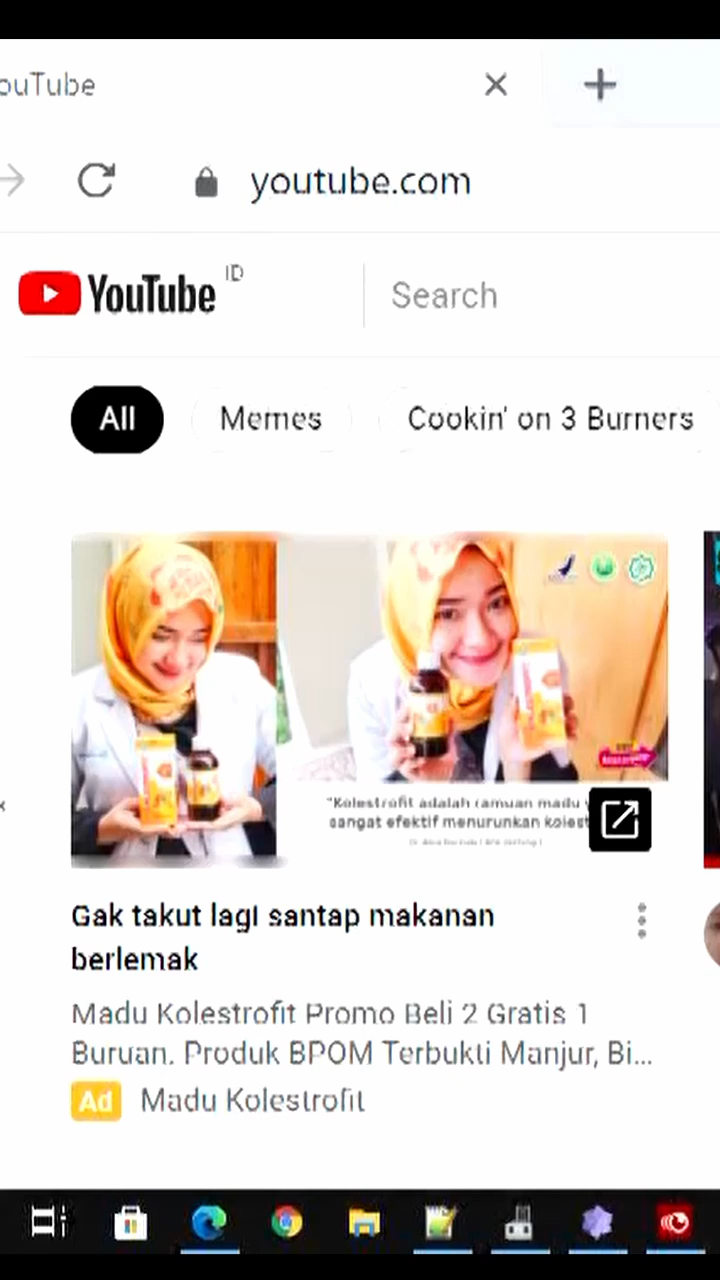 ouTube
youtube.com
YouTube ID
Search
All
Memes
Cookin' on 3 Burners
"Kolestrofit adalah ramuan madu
sangat efektif menurunkan kolest
Gak takut lagi santap makanan
berlemak
Madu Kolestrofit Promo Beli 2 Gratis 1
Buruan. Produk BPOM Terbukti Manjur, Bi...
Ad Madu Kolestrofit